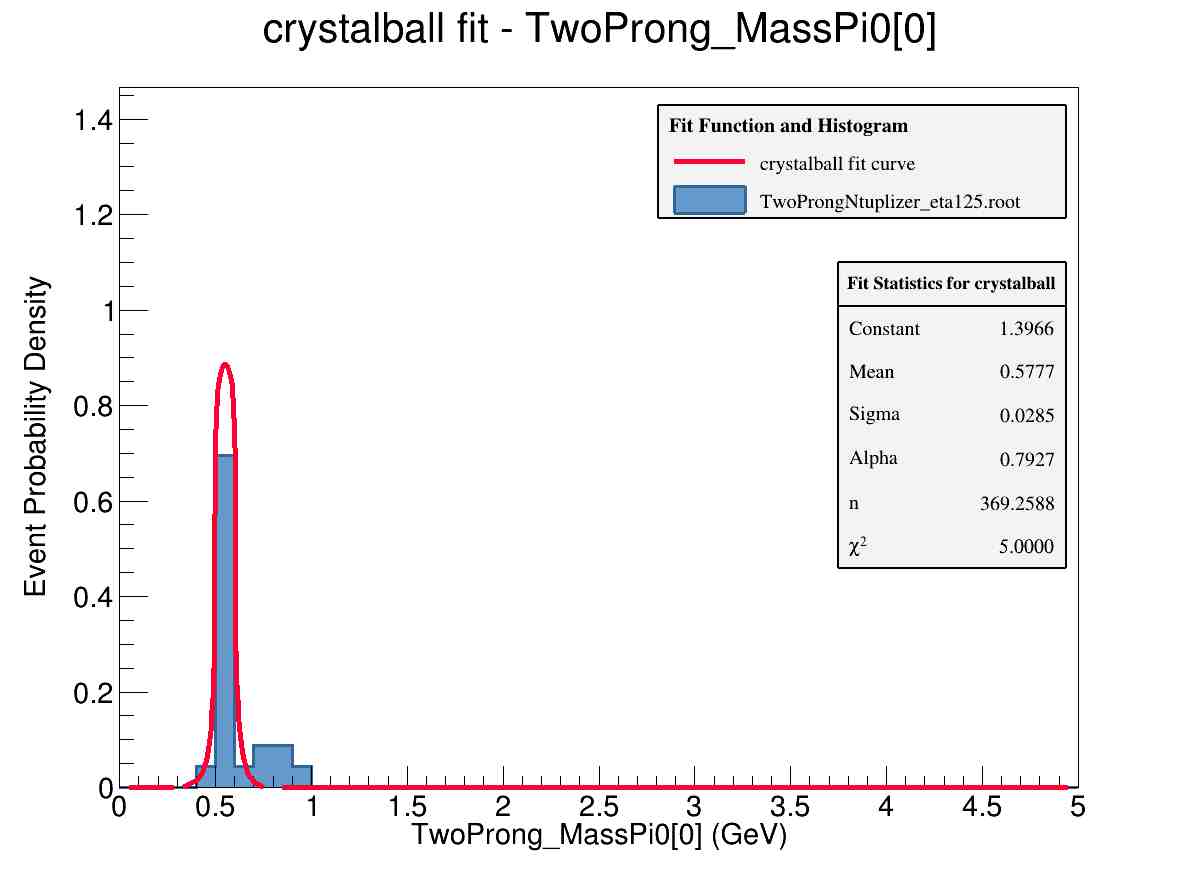 crystalball fit - TwoProng_MassPi0[0]
Fit Function and Histogram
crystalball fit curve
TwoProngNtuplizer_eta125.root
Fit Statistics for crystalball
Constant 1.3966
Mean 0.5777
Sigma 0.0285
Alpha 0.7927
n 369.2588
χ² 5.0000
Event Probability Density
1.4
1.2
1
0.8
0.6
0.4
0.2
0
0 0.5 1 1.5 2 2.5 3 3.5 4 4.5 5
TwoProng_MassPi0[0] (GeV)